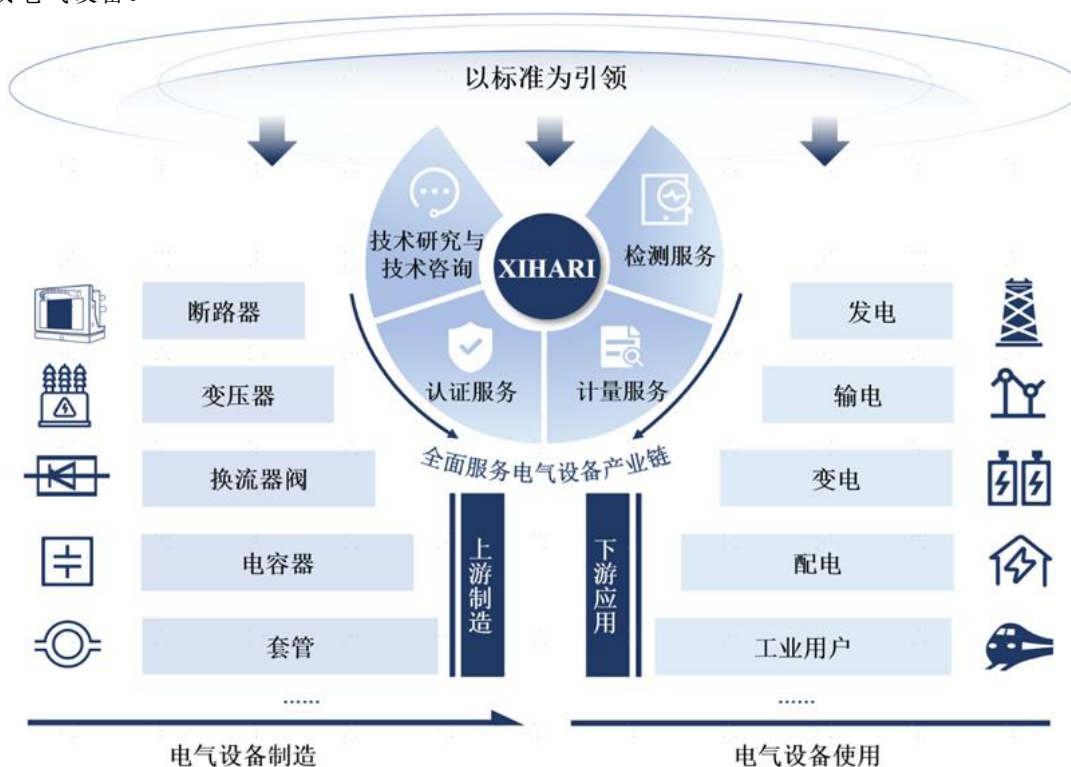 以标准为引领
技术研究与
技术咨询
XIHARI
检测服务
认证服务
计量服务
全面服务电气设备产业链
断路器
变压器
换流器阀
电容器
套管
......
上游制造
下游应用
发电
输电
变电
配电
工业用户
......
电气设备制造
电气设备使用